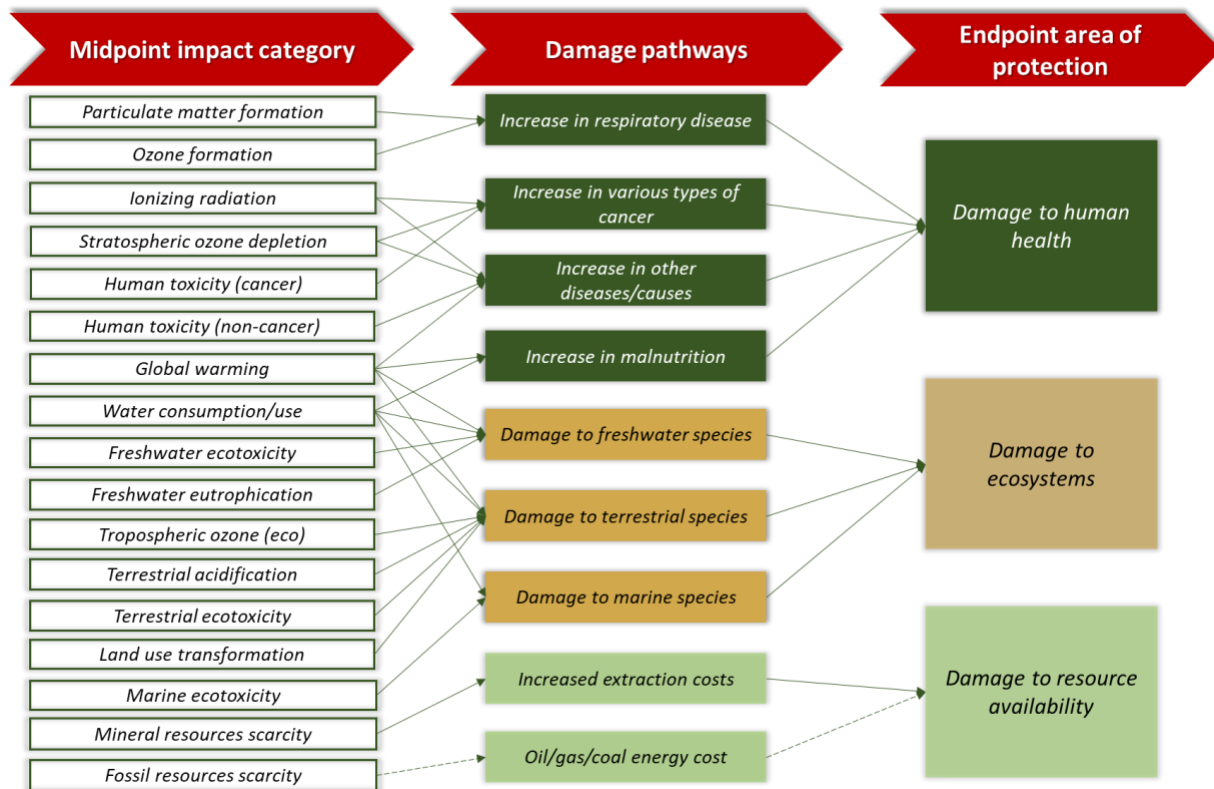 Midpoint impact category
Damage pathways
Endpoint area of
protection
Particulate matter formation
Ozone formation
Ionizing radiation
Stratospheric ozone depletion
Human toxicity (cancer)
Human toxicity (non-cancer)
Global warming
Water consumption/use
Freshwater ecotoxicity
Freshwater eutrophication
Tropospheric ozone (eco)
Terrestrial acidification
Terrestrial ecotoxicity
Land use transformation
Marine ecotoxicity
Mineral resources scarcity
Fossil resources scarcity
Increase in respiratory disease
Increase in various types of
cancer
Increase in other
diseases/causes
Increase in malnutrition
Damage to freshwater species
Damage to terrestrial species
Damage to marine species
Increased extraction costs
Oil/gas/coal energy cost
Damage to human
health
Damage to
ecosystems
Damage to resource
availability